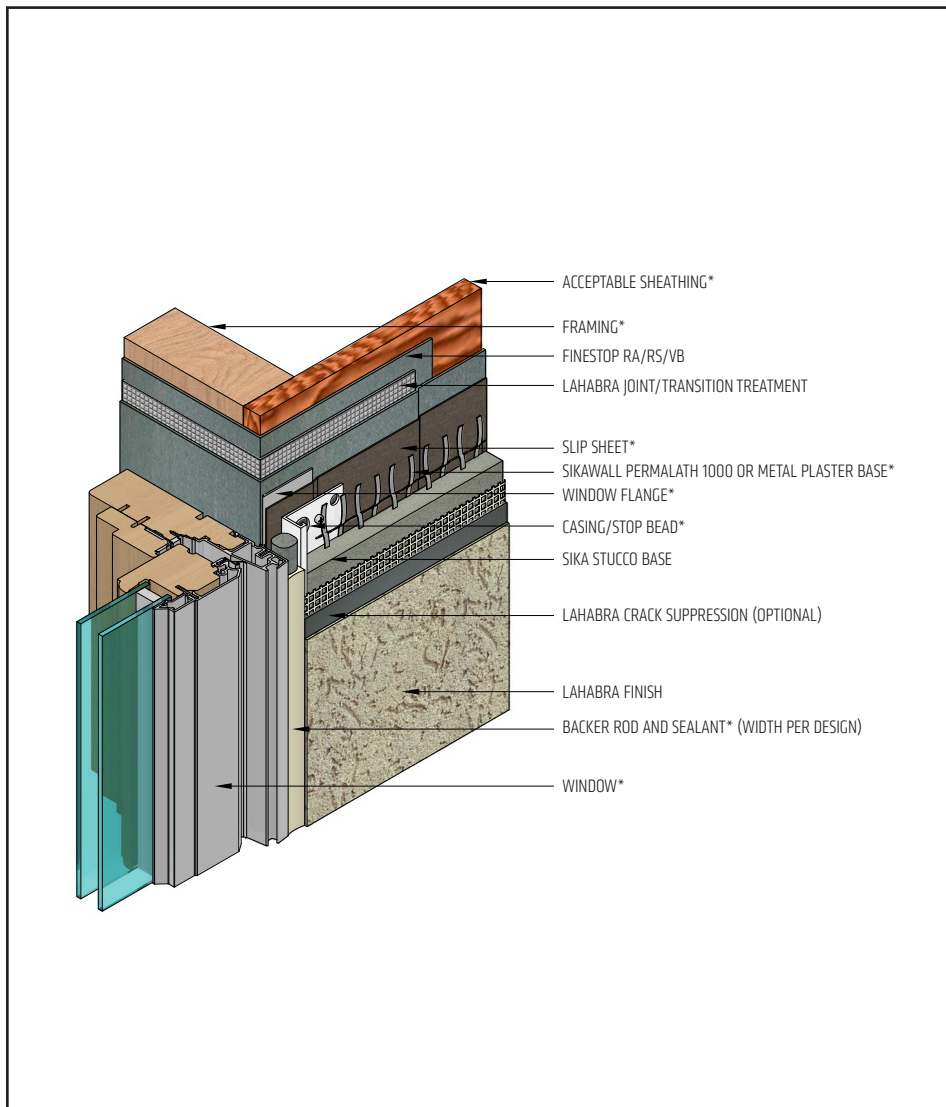 ACCEPTABLE SHEATHING*
FRAMING*
FINESTOP RA/RS/VB
LAHABRA JOINT/TRANSITION TREATMENT
SLIP SHEET*
SIKAWALL PERMALATH 1000 OR METAL PLASTER BASE*
WINDOW FLANGE*
CASING/STOP BEAD*
SIKA STUCCO BASE
LAHABRA CRACK SUPPRESSION (OPTIONAL)
LAHABRA FINISH
BACKER ROD AND SEALANT* (WIDTH PER DESIGN)
WINDOW*